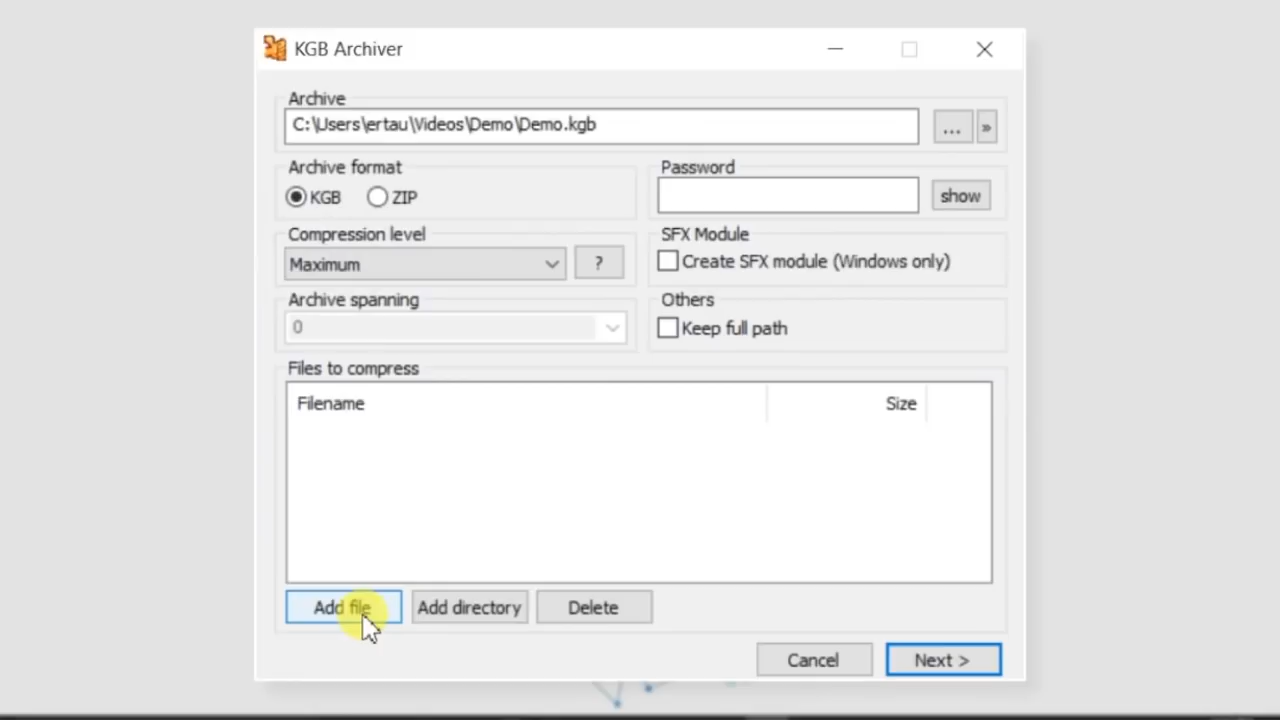 KGB Archiver
Archive
C:\Users\ertau\Videos\Demo\Demo.kgb
...
»
Archive format
KGB
ZIP
Password
show
Compression level
Maximum
?
SFX Module
Create SFX module (Windows only)
Archive spanning
0
Others
Keep full path
Files to compress
Filename
Size
Add file
Add directory
Delete
Cancel
Next >